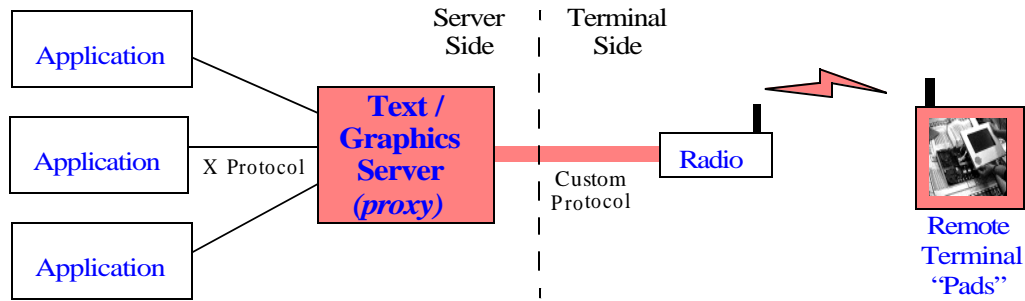 Server
Side
Terminal
Side
Application
Application
Application
X Protocol
Text /
Graphics
Server
(proxy)
Custom
Protocol
Radio
Remote
Terminal
“Pads”